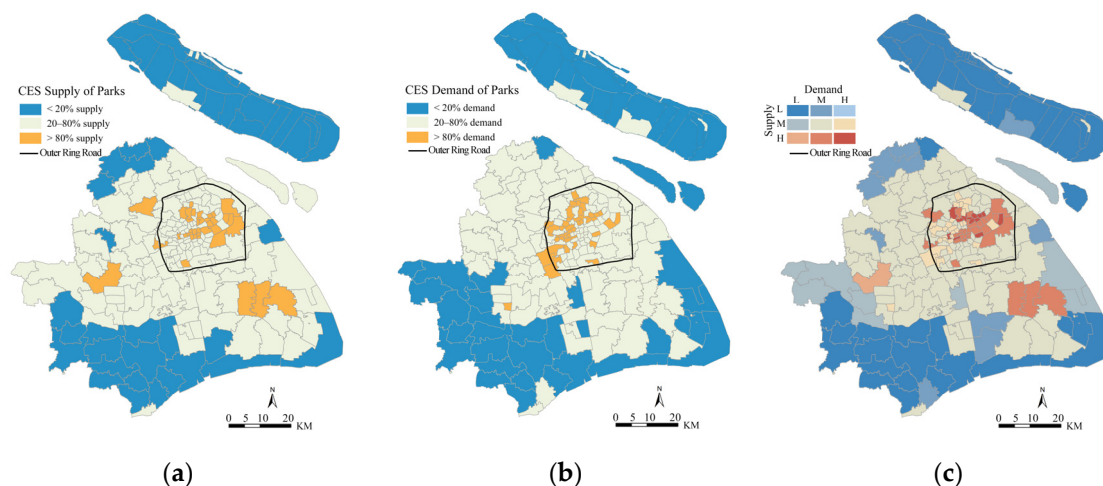 CES Supply of Parks
< 20% supply
20–80% supply
> 80% supply
Outer Ring Road
N
0 5 10 20
KM
(a)
CES Demand of Parks
< 20% demand
20–80% demand
> 80% demand
Outer Ring Road
N
0 5 10 20
KM
(b)
Demand
L M H
Supply
L
M
H
Outer Ring Road
N
0 5 10 20
KM
(c)